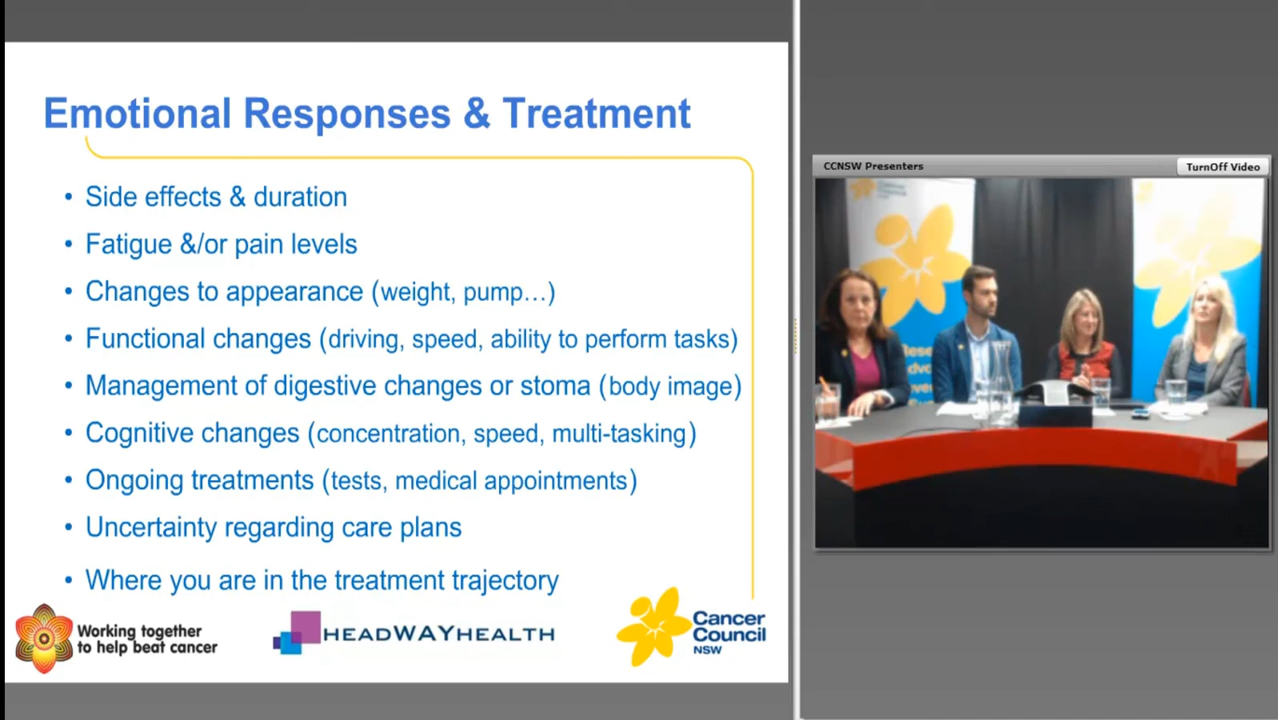 Emotional Responses & Treatment
• Side effects & duration
• Fatigue &/or pain levels
• Changes to appearance (weight, pump…)
• Functional changes (driving, speed, ability to perform tasks)
• Management of digestive changes or stoma (body image)
• Cognitive changes (concentration, speed, multi-tasking)
• Ongoing treatments (tests, medical appointments)
• Uncertainty regarding care plans
• Where you are in the treatment trajectory
Working together
to help beat cancer
HEADWAYHEALTH
Cancer
Council
NSW
CCNSW Presenters
TurnOff Video